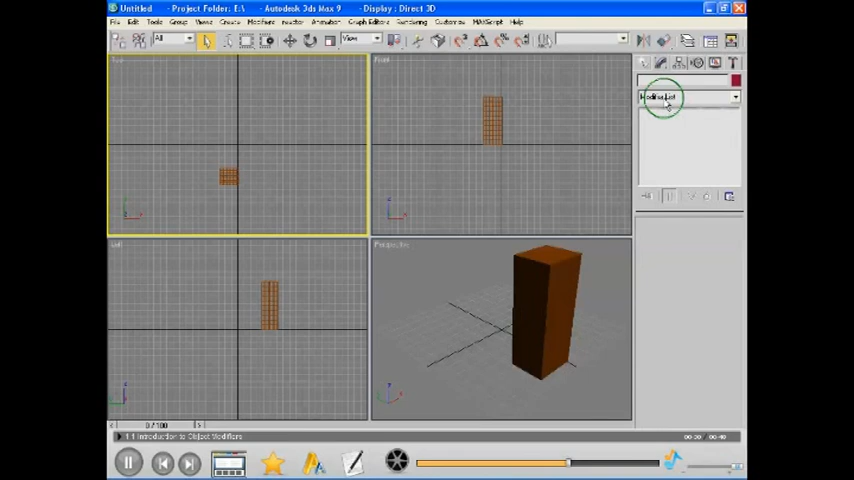 Untitled - Project Folder: E:\ - Autodesk 3ds Max 9 - Display : Direct 3D
File Edit Tools Group Views Create Modifiers reactor Animation Graph Editors Rendering Customize MAXScript Help
All View
Top Front
Modifier List
Left Perspective
0 / 100
1.1 Introduction to Object Modifiers